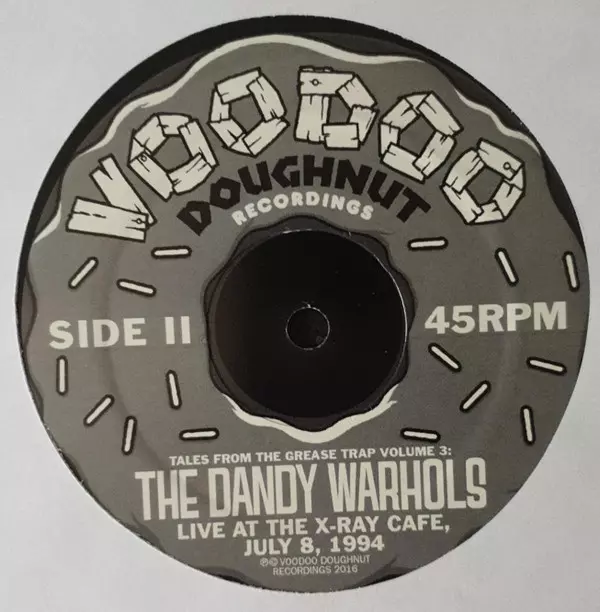 VOODOO
DOUGHNUT
RECORDINGS
SIDE II
45RPM
TALES FROM THE GREASE TRAP VOLUME 3:
THE DANDY WARHOLS
LIVE AT THE X-RAY CAFE,
JULY 8, 1994
℗© VOODOO DOUGHNUT
RECORDINGS 2016